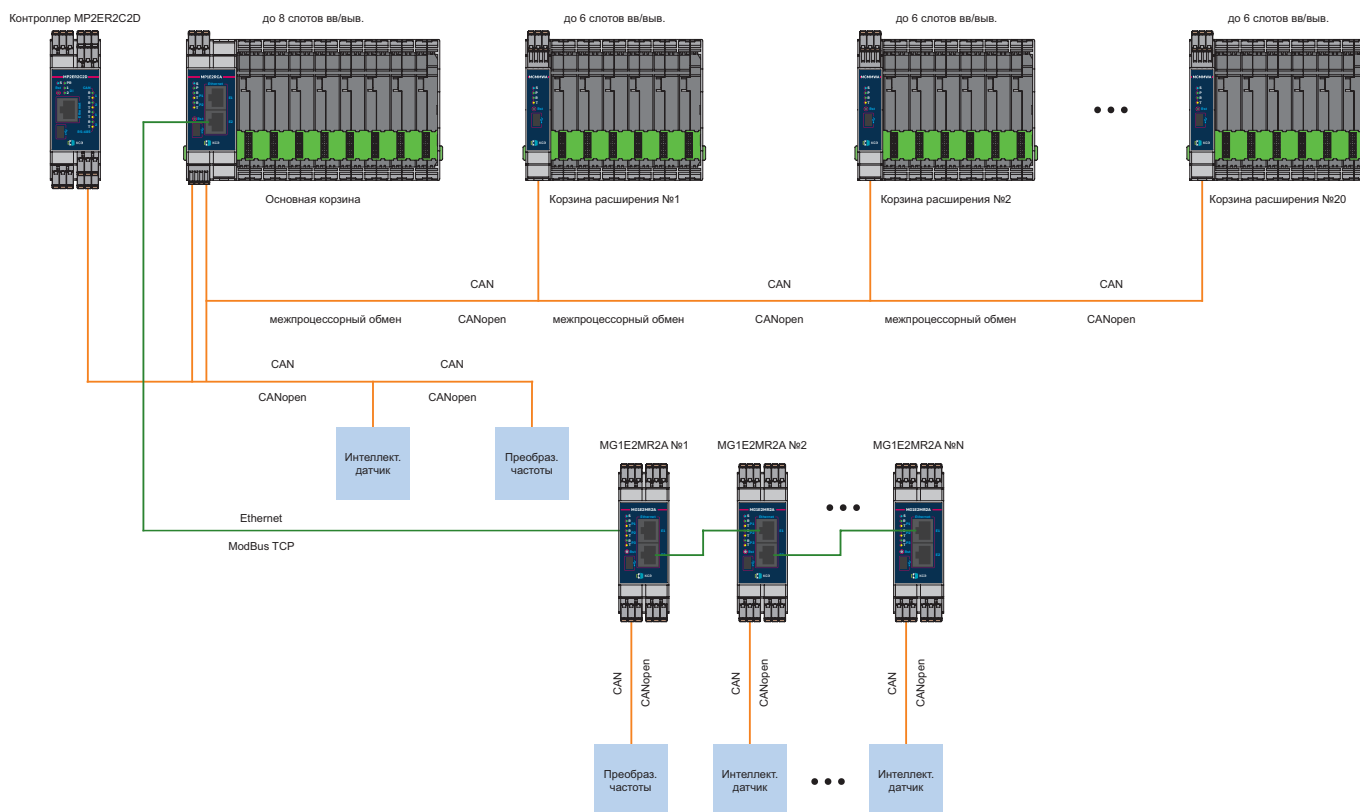 Контроллер MP2ER2C2D
до 8 слотов вв/выв.
до 6 слотов вв/выв.
до 6 слотов вв/выв.
до 6 слотов вв/выв.
MP2ER2C2D
Ethernet
Основная корзина
Корзина расширения №1
Корзина расширения №2
Корзина расширения №20
CAN
CAN
CAN
межпроцессорный обмен
CANopen
межпроцессорный обмен
CANopen
межпроцессорный обмен
CANopen
CAN
CAN
CANopen
CANopen
Интеллект.
датчик
Преобраз.
частоты
MG1E2MR2A №1
MG1E2MR2A №2
MG1E2MR2A №N
Ethernet
ModBus TCP
CAN
CANopen
CAN
CANopen
CAN
CANopen
Преобраз.
частоты
Интеллект.
датчик
Интеллект.
датчик